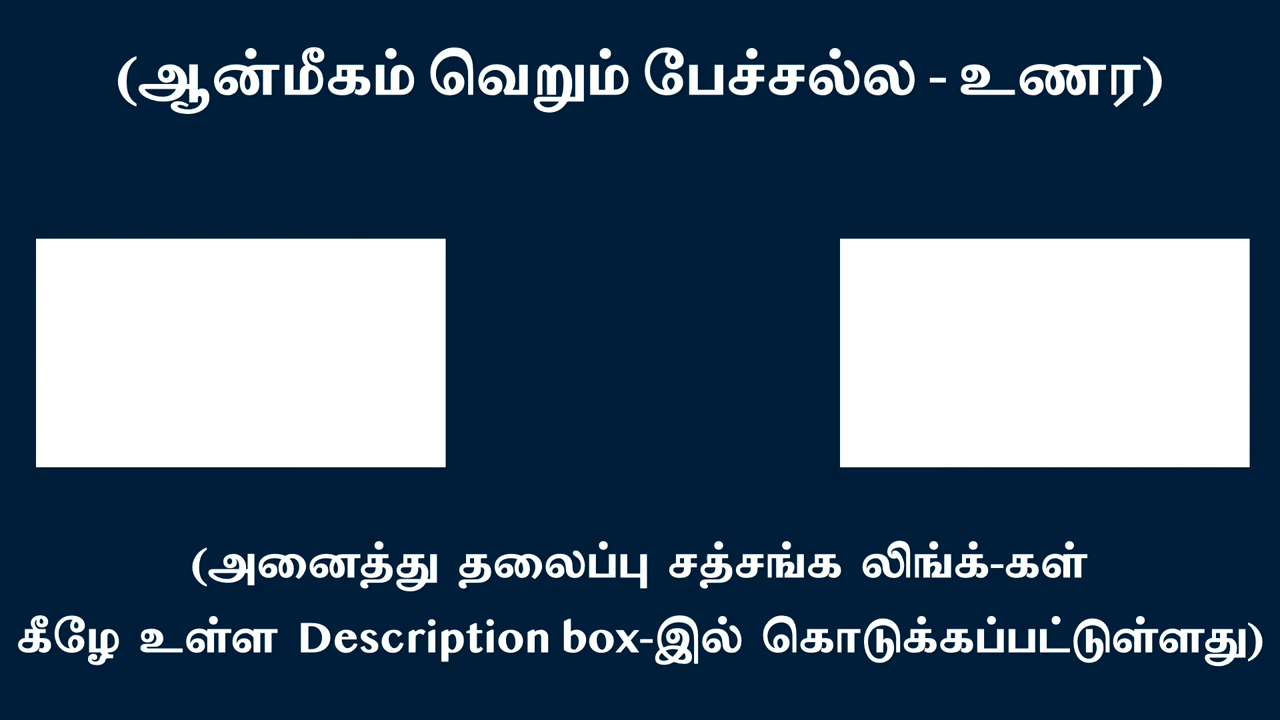 (ஆன்மீகம் வெறும் பேச்சல்ல - உணர)
(அனைத்து தலைப்பு சத்சங்க லிங்க்-கள்
கீழே உள்ள Description box-இல் கொடுக்கப்பட்டுள்ளது)